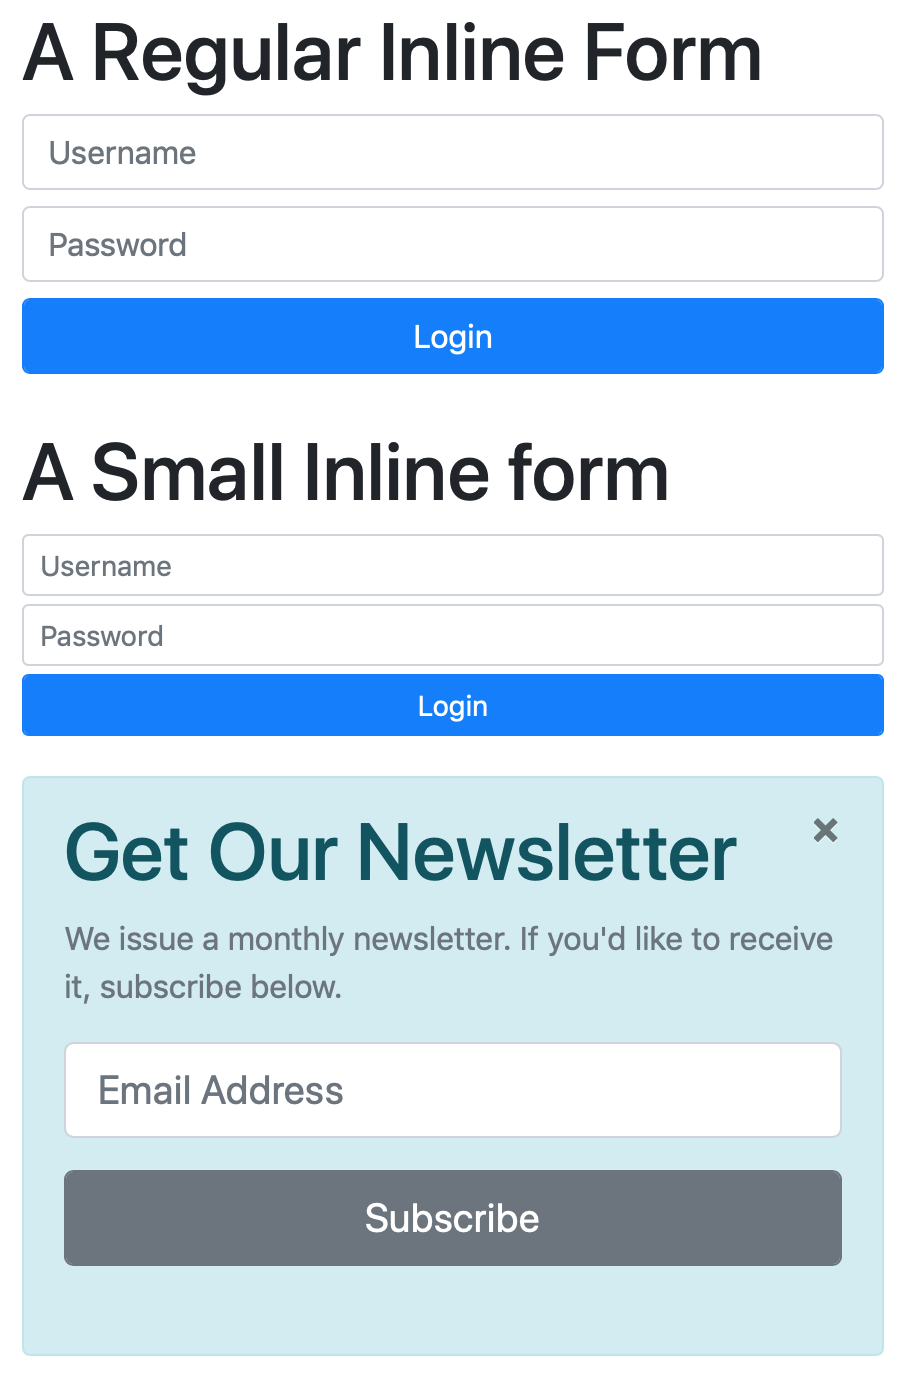 A Regular Inline Form
Username
Password
Login
A Small Inline form
Username
Password
Login
Get Our Newsletter
×
We issue a monthly newsletter. If you'd like to receive
it, subscribe below.
Email Address
Subscribe